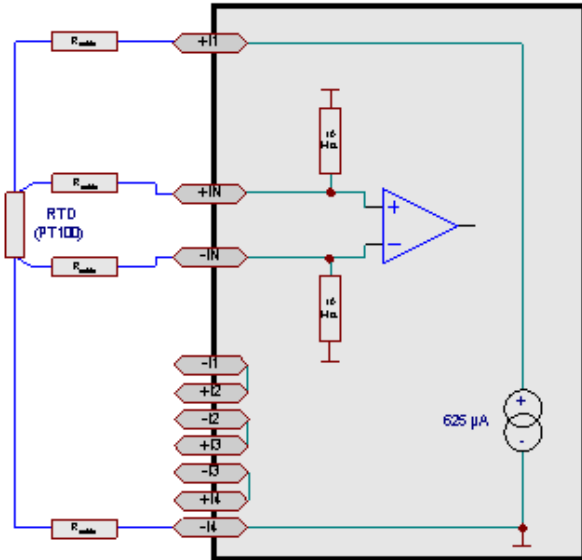 +I1
+IN
RTD
(PT100)
-IN
-I1
+I2
-I2
+I3
-I3
+I4
-I4
625 µA
+
-
+
-